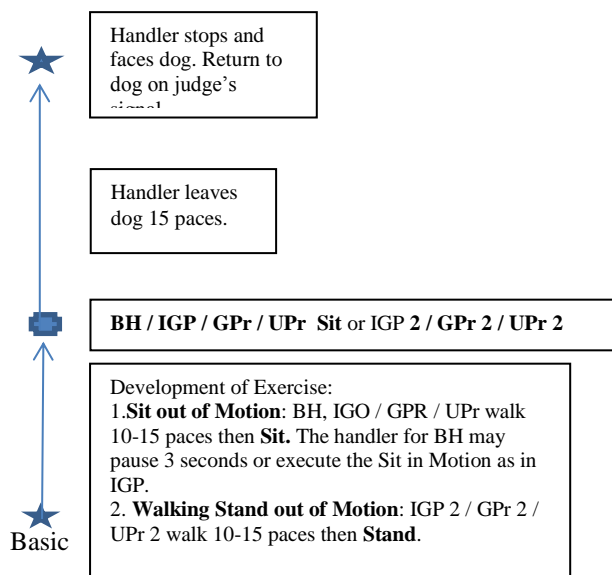 Handler stops and
faces dog. Return to
dog on judge's
signal
Handler leaves
dog 15 paces.
BH / IGP / GPr / UPr Sit or IGP 2 / GPr 2 / UPr 2
Development of Exercise:
1.Sit out of Motion: BH, IGO / GPR / UPr walk
10-15 paces then Sit. The handler for BH may
pause 3 seconds or execute the Sit in Motion as in
IGP.
2. Walking Stand out of Motion: IGP 2 / GPr 2 /
UPr 2 walk 10-15 paces then Stand.
Basic